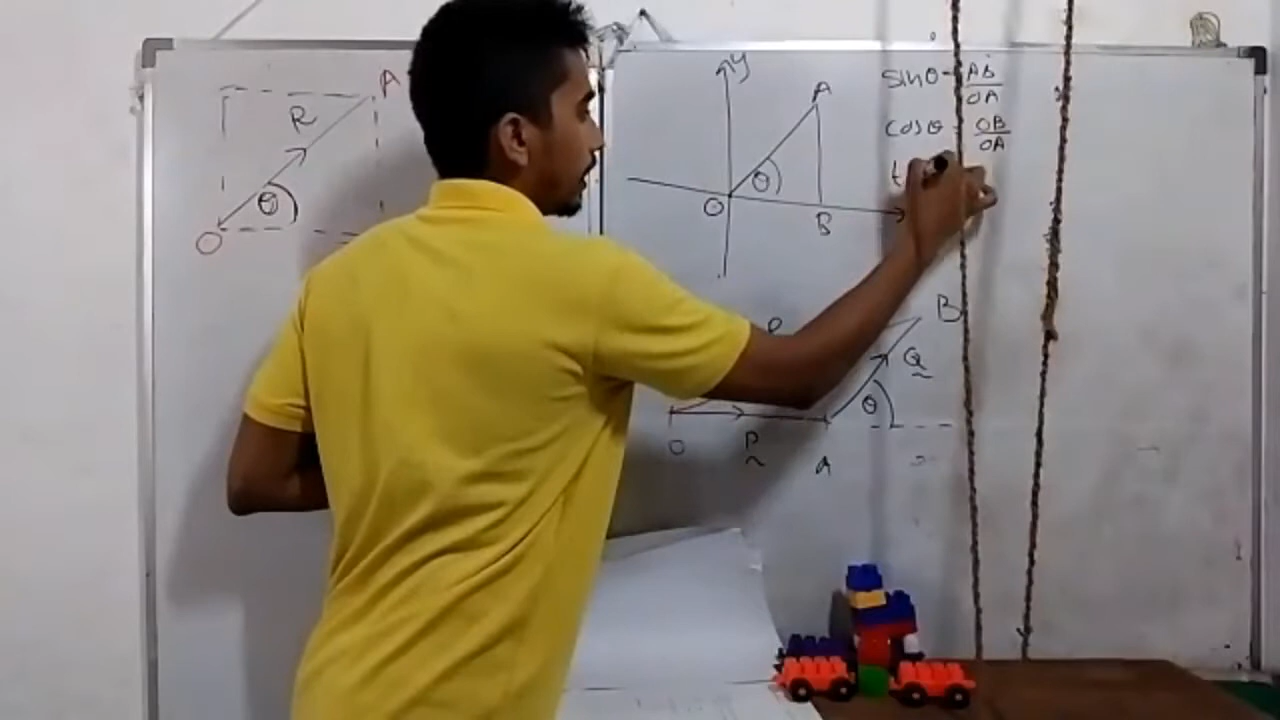 A
R
θ
O
y
A
θ
O
B
sinθ = AB/OA
cosθ = OB/OA
t
B
Q
θ
P
O
P
a